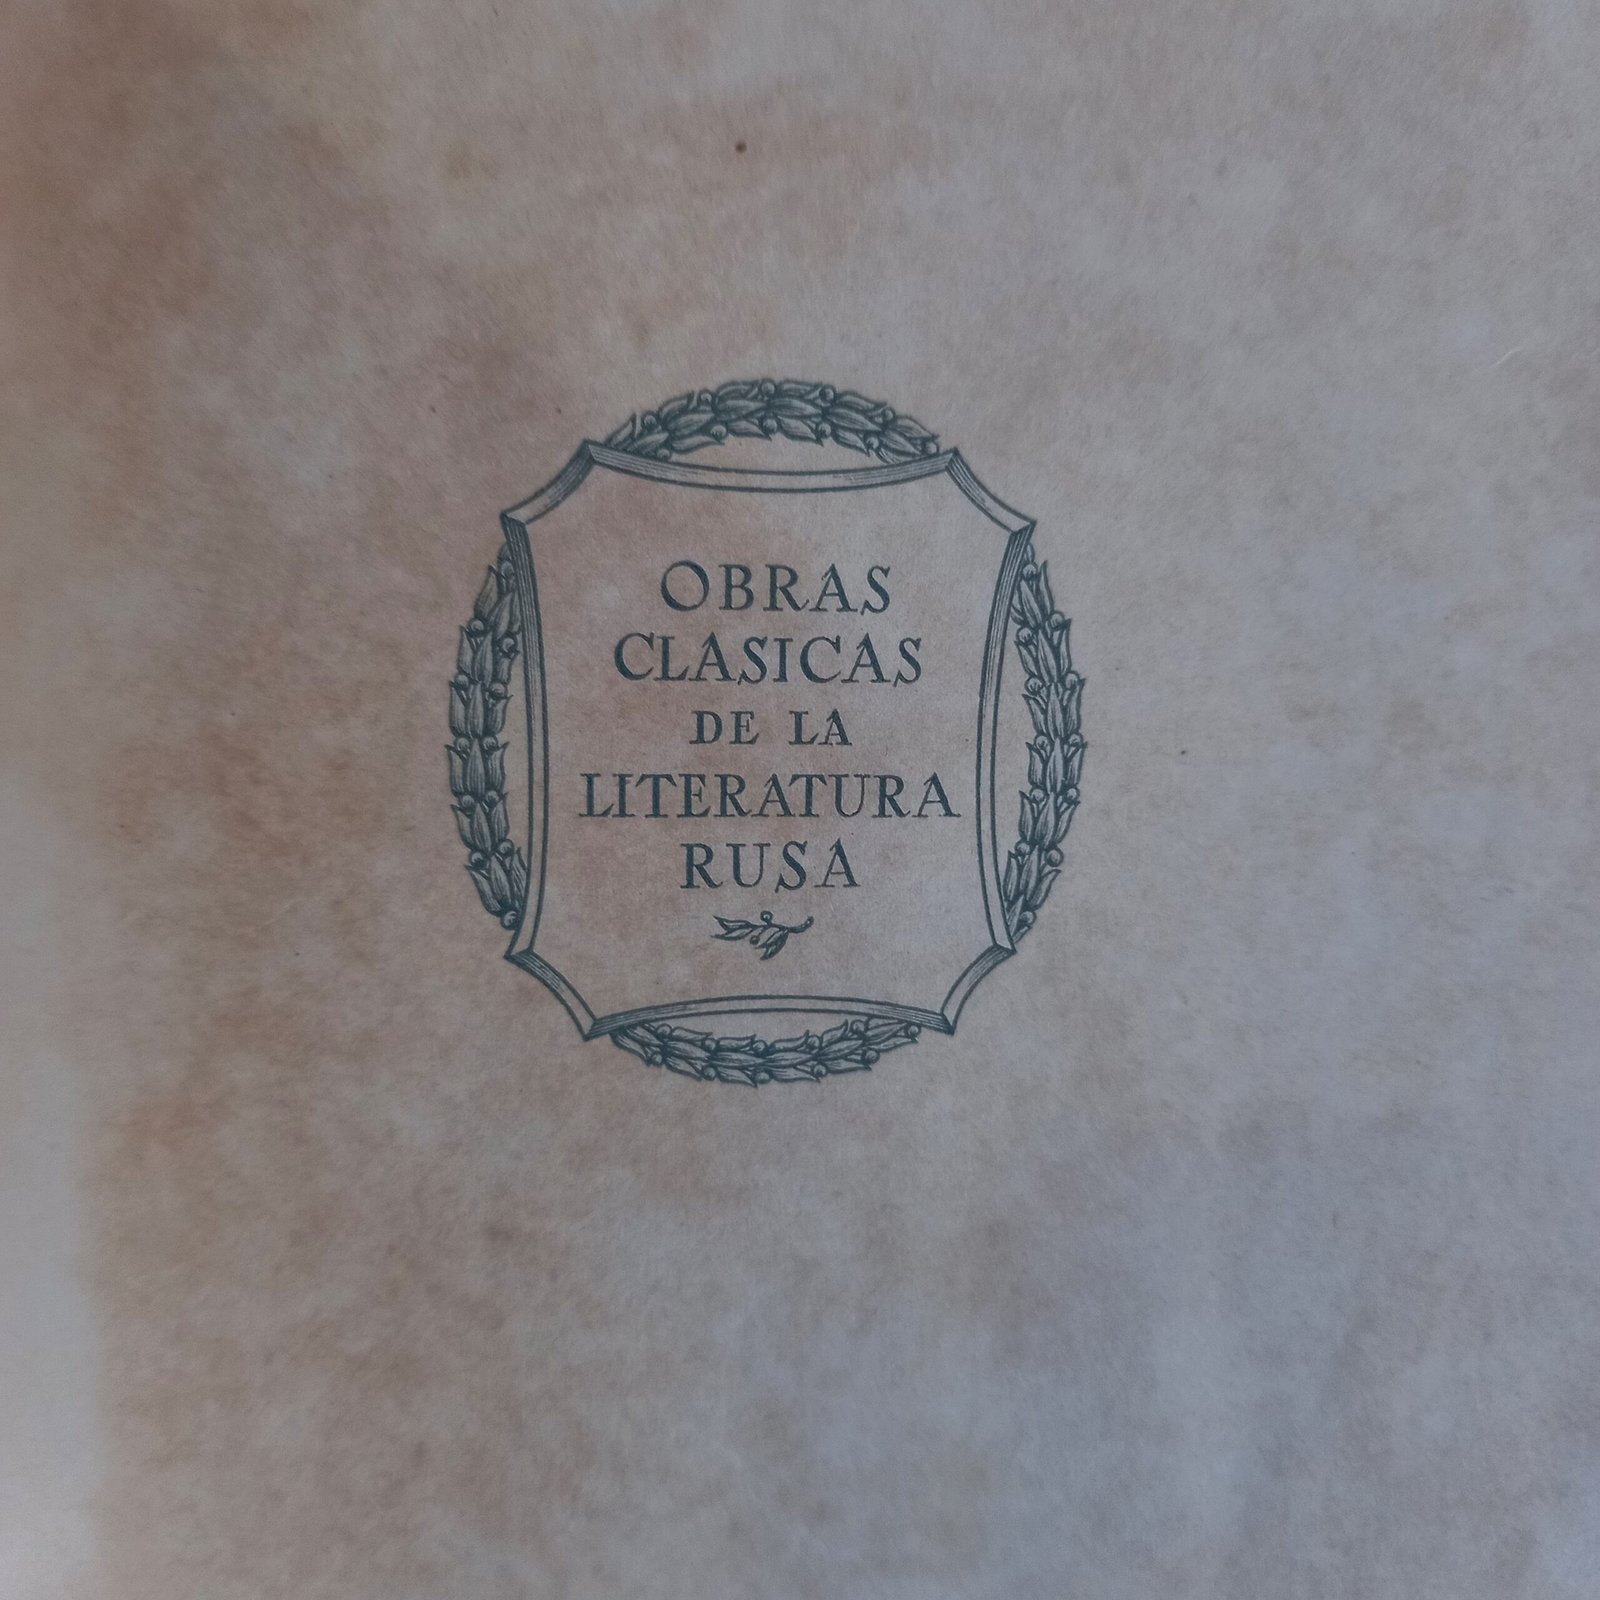 OBRAS
CLASICAS
DE LA
LITERATURA
RUSA